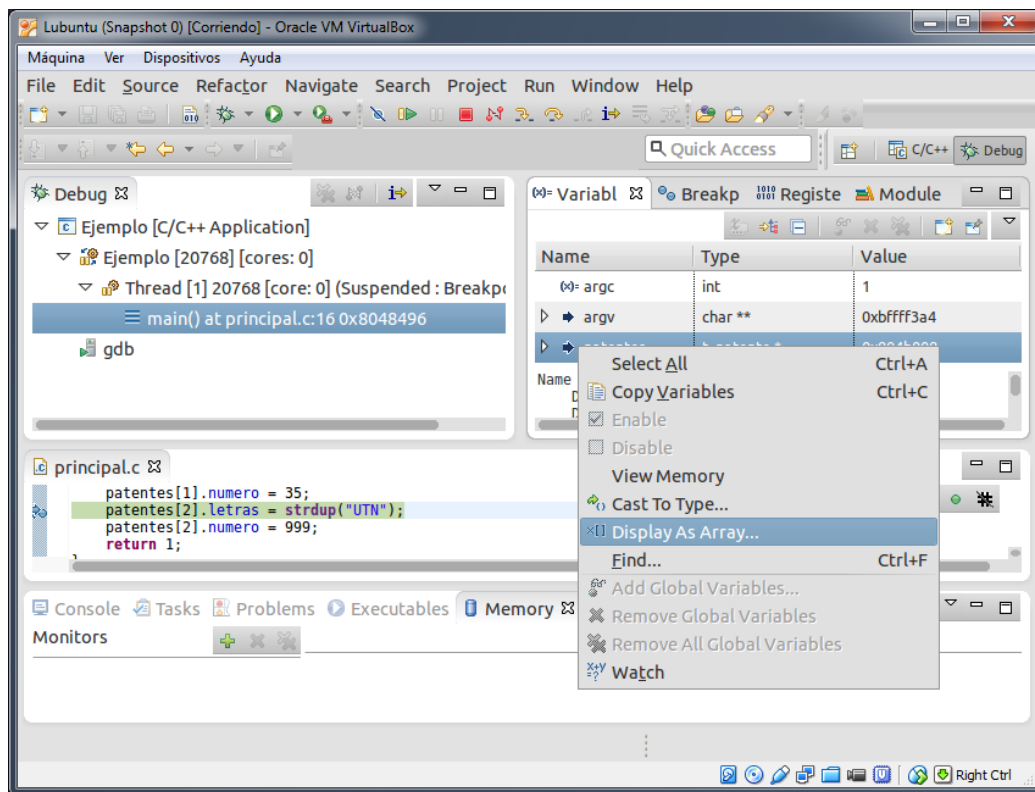 Lubuntu (Snapshot 0) [Corriendo] - Oracle VM VirtualBox
Máquina Ver Dispositivos Ayuda
File Edit Source Refactor Navigate Search Project Run Window Help
Quick Access C/C++ Debug
Debug
Ejemplo [C/C++ Application]
Ejemplo [20768] [cores: 0]
Thread [1] 20768 [core: 0] (Suspended : Breakpo
main() at principal.c:16 0x8048496
gdb
(x)= Variabl Breakp 1010 0101 Registe Module
Name Type Value
(x)= argc int 1
argv char ** 0xbffff3a4
Name
Select All Ctrl+A
Copy Variables Ctrl+C
Enable
Disable
View Memory
Cast To Type...
Display As Array...
Find... Ctrl+F
Add Global Variables...
Remove Global Variables
Remove All Global Variables
Watch
principal.c
patentes[1].numero = 35;
patentes[2].letras = strdup("UTN");
patentes[2].numero = 999;
return 1;
Console Tasks Problems Executables Memory
Monitors
Right Ctrl